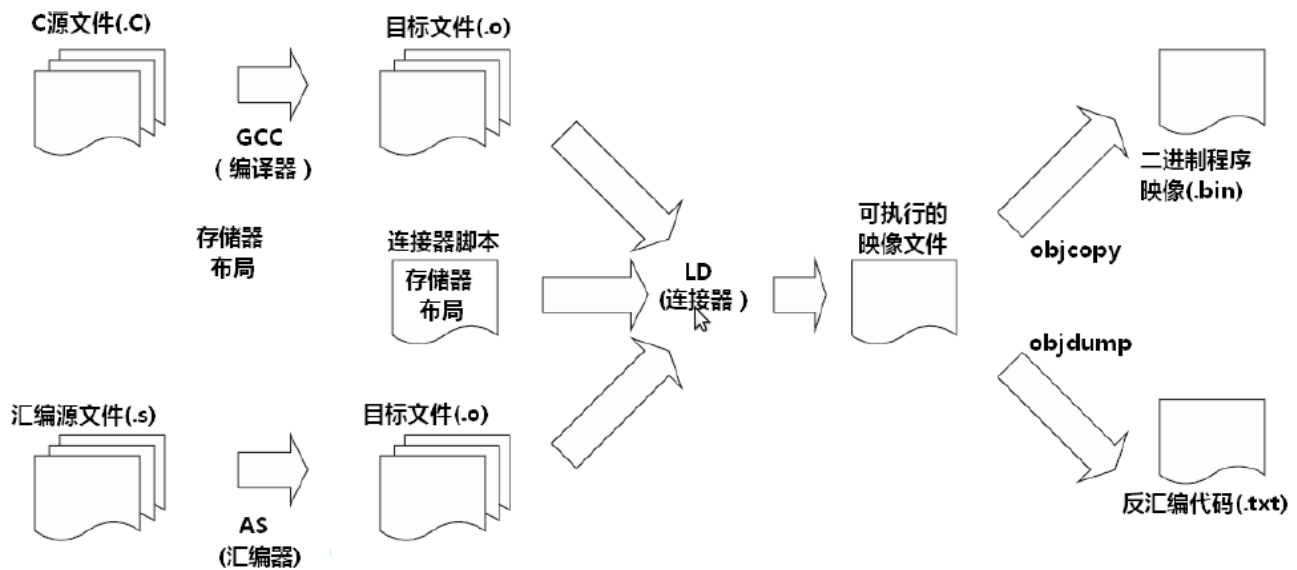 C源文件(.C)
目标文件(.o)
GCC
（编译器）
二进制程序
映像(.bin)
存储器
布局
连接器脚本
存储器
布局
LD
(连接器）
可执行的
映像文件
objcopy
objdump
汇编源文件(.s)
目标文件(.o)
AS
(汇编器)
反汇编代码(.txt)